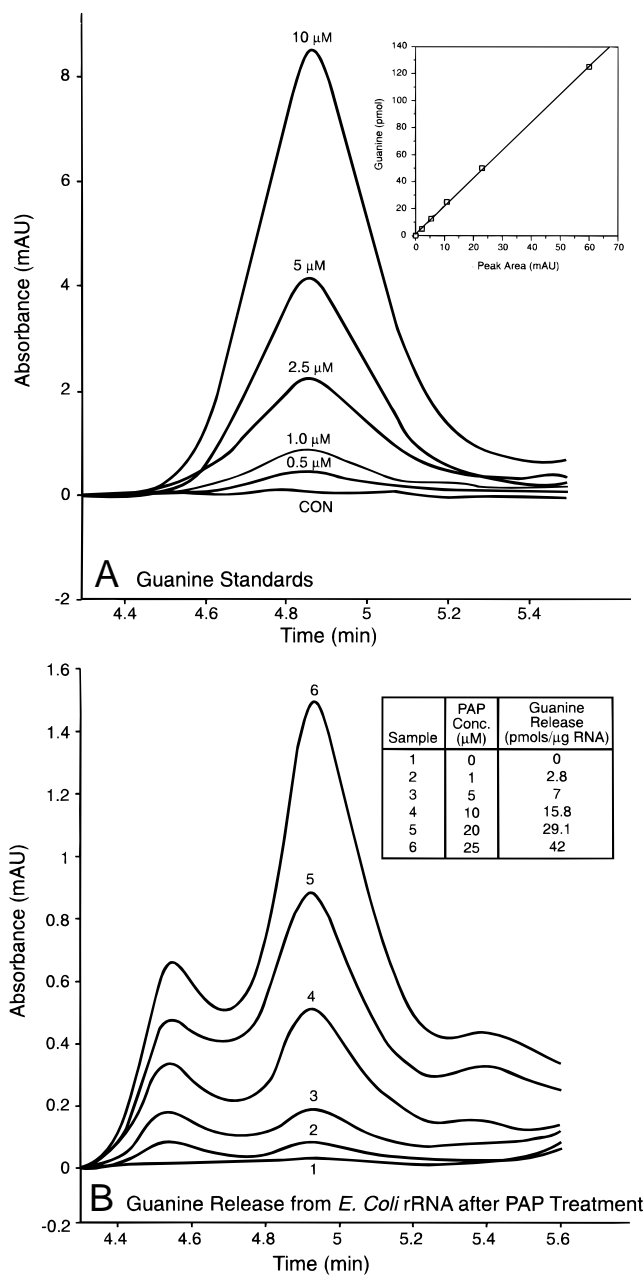 10 μM
8
6
4
2
0
-2
Absorbance (mAU)
5 μM
2.5 μM
1.0 μM
0.5 μM
CON
140
120
100
80
60
40
20
0
Guanine (pmol)
0 10 20 30 40 50 60 70
Peak Area (mAU)
A Guanine Standards
4.4 4.6 4.8 5 5.2 5.4
Time (min)
1.6
1.4
1.2
1
0.8
0.6
0.4
0.2
0
-0.2
Absorbance (mAU)
6
5
4
3
2
1
Sample PAP Conc. (μM) Guanine Release (pmols/μg RNA)
1 0 0
2 1 2.8
3 5 7
4 10 15.8
5 20 29.1
6 25 42
B Guanine Release from E. Coli rRNA after PAP Treatment
4.4 4.6 4.8 5 5.2 5.4 5.6
Time (min)